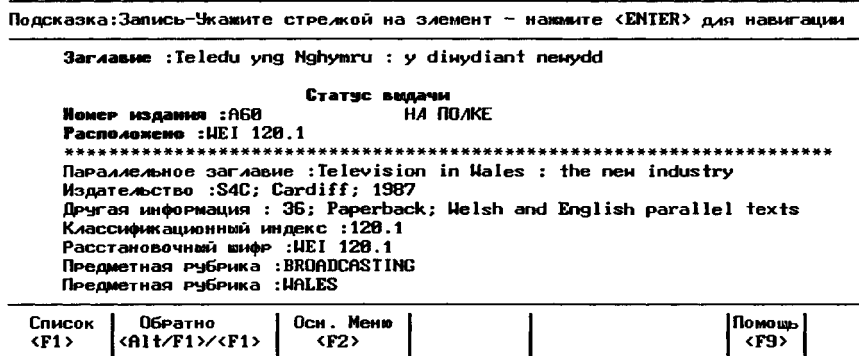 Подсказка:Запись-Укажите стрелкой на элемент - нажмите <ENTER> для навигации
Заглавие :Teledu yng Nghymru : y diwydiant newydd
Статус выдачи
Номер издания :A60 НА ПОЛКЕ
Расположено :WEI 120.1
**********************************************************************************
Параллельное заглавие :Television in Wales : the new industry
Издательство :S4C; Cardiff; 1987
Другая информация : 36; Paperback; Welsh and English parallel texts
Классификационный индекс :120.1
Расстановочный шифр :WEI 120.1
Предметная рубрика :BROADCASTING
Предметная рубрика :WALES
Список Обратно Осн. Меню Помощь
<F1> <Alt/F1>/<F1> <F2> <F9>